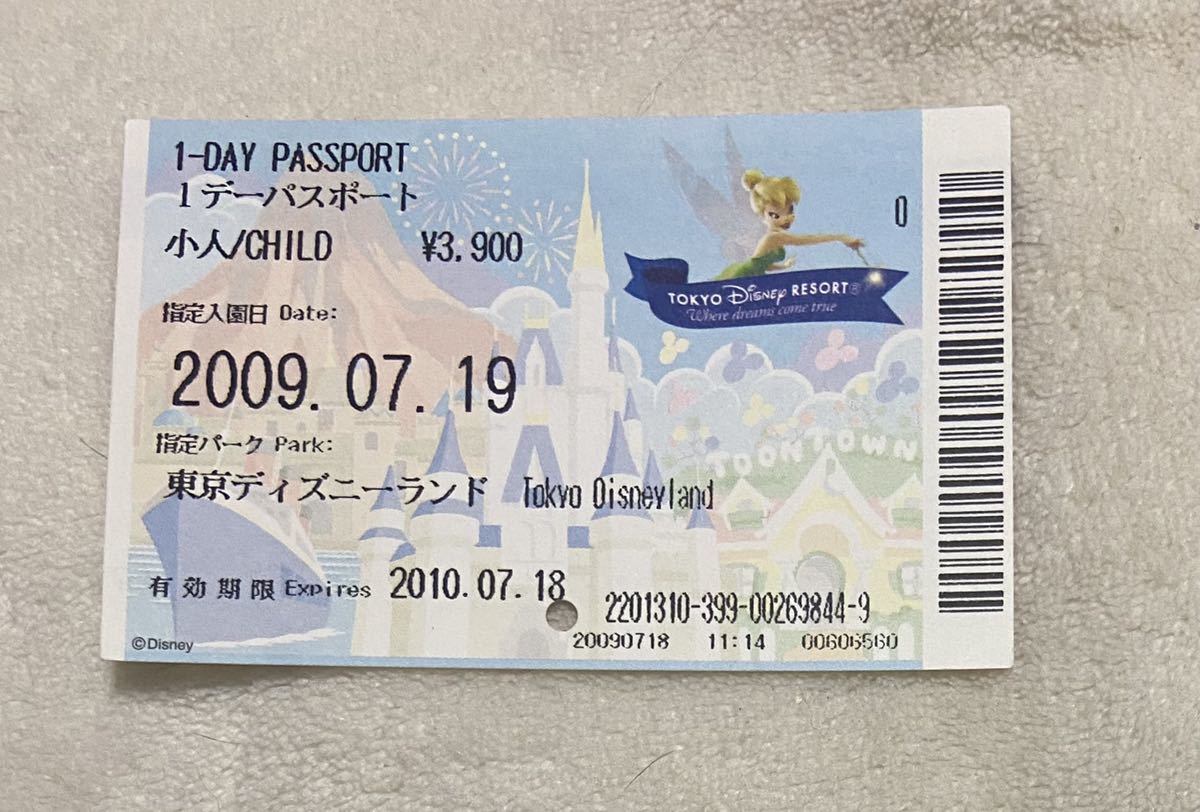 1-DAY PASSPORT
1デーパスポート
小人/CHILD ¥3,900
0
TOKYO Disney RESORT®
Where dreams come true
指定入園日 Date:
2009.07.19
指定パーク Park:
TOONTOWN
東京ディズニーランド Tokyo Disneyland
有効期限 Expires 2010.07.18
2201310-399-00269844-9
©Disney
20090718 11:14 00606560